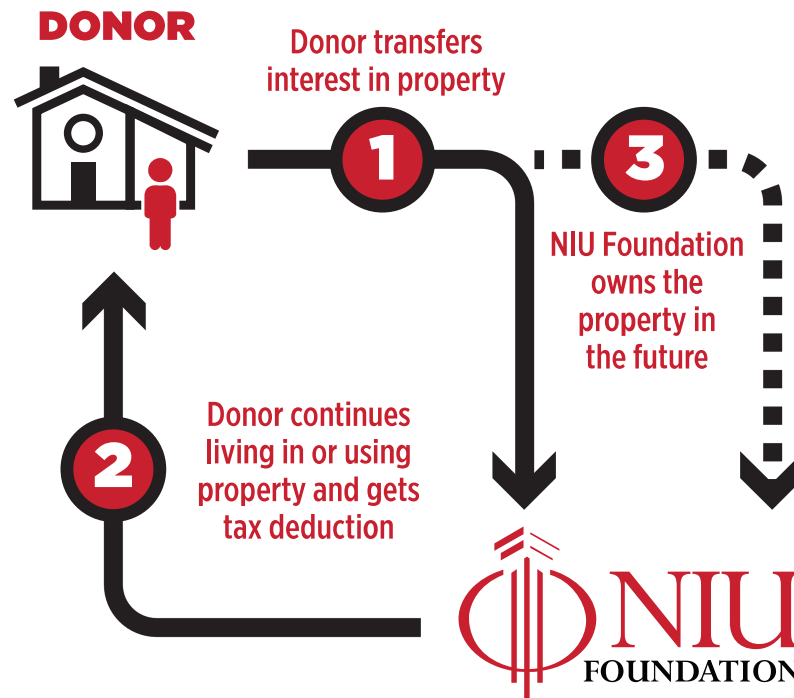 DONOR
Donor transfers
interest in property
1
3
NIU Foundation
owns the
property in
the future
2
Donor continues
living in or using
property and gets
tax deduction
NIU
FOUNDATION